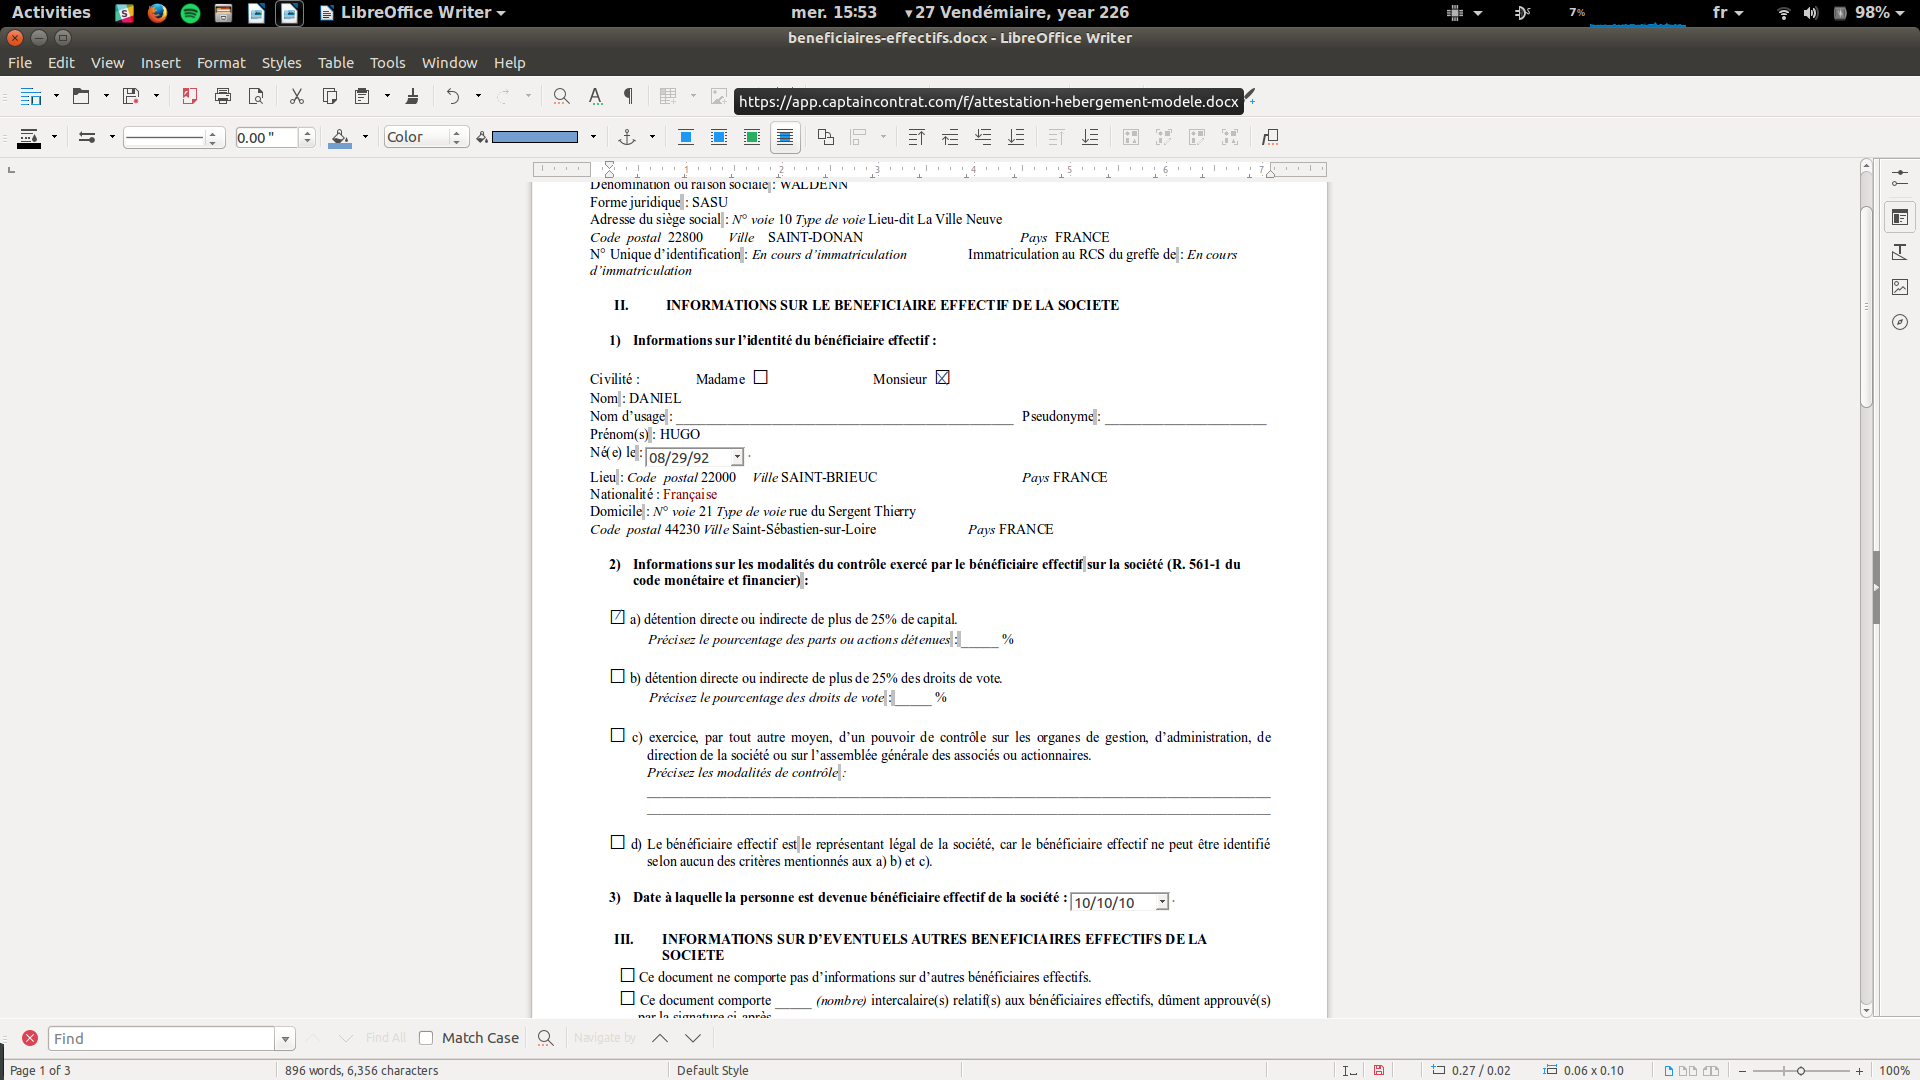 Activities LibreOffice Writer mer. 15:53 27 Vendémiaire, year 226 7% fr 98%
beneficiaires-effectifs.docx - LibreOffice Writer
File Edit View Insert Format Styles Table Tools Window Help
https://app.captaincontrat.com/f/attestation-hebergement-modele.docx
0.00 " Color
1 2 3 4 5 6 7
Dénomination ou raison sociale : WALDENN
Forme juridique : SASU
Adresse du siège social : N° voie 10 Type de voie Lieu-dit La Ville Neuve
Code postal 22800 Ville SAINT-DONAN Pays FRANCE
N° Unique d’identification : En cours d’immatriculation Immatriculation au RCS du greffe de : En cours
d’immatriculation
II. INFORMATIONS SUR LE BENEFICIAIRE EFFECTIF DE LA SOCIETE
1) Informations sur l’identité du bénéficiaire effectif :
Civilité : Madame ☐ Monsieur ☒
Nom : DANIEL
Nom d’usage : ______ Pseudonyme : ______
Prénom(s) : HUGO
Né(e) le : 08/29/92 .
Lieu : Code postal 22000 Ville SAINT-BRIEUC Pays FRANCE
Nationalité : Française
Domicile : N° voie 21 Type de voie rue du Sergent Thierry
Code postal 44230 Ville Saint-Sébastien-sur-Loire Pays FRANCE
2) Informations sur les modalités du contrôle exercé par le bénéficiaire effectif sur la société (R. 561-1 du
code monétaire et financier) :
a) détention directe ou indirecte de plus de 25% de capital.
Précisez le pourcentage des parts ou actions détenues : _____ %
☐ b) détention directe ou indirecte de plus de 25% des droits de vote.
Précisez le pourcentage des droits de vote : _____ %
☐ c) exercice, par tout autre moyen, d’un pouvoir de contrôle sur les organes de gestion, d’administration, de
direction de la société ou sur l’assemblée générale des associés ou actionnaires.
Précisez les modalités de contrôle :
☐ d) Le bénéficiaire effectif est le représentant légal de la société, car le bénéficiaire effectif ne peut être identifié
selon aucun des critères mentionnés aux a) b) et c).
3) Date à laquelle la personne est devenue bénéficiaire effectif de la société : 10/10/10 .
III. INFORMATIONS SUR D’EVENTUELS AUTRES BENEFICIAIRES EFFECTIFS DE LA
SOCIETE
☐ Ce document ne comporte pas d’informations sur d’autres bénéficiaires effectifs.
☐ Ce document comporte _____ (nombre) intercalaire(s) relatif(s) aux bénéficiaires effectifs, dûment approuvé(s)
par la signature ci-après
Find Find All Match Case Navigate by
Page 1 of 3 896 words, 6,356 characters Default Style 0.27 / 0.02 0.06 x 0.10 100%